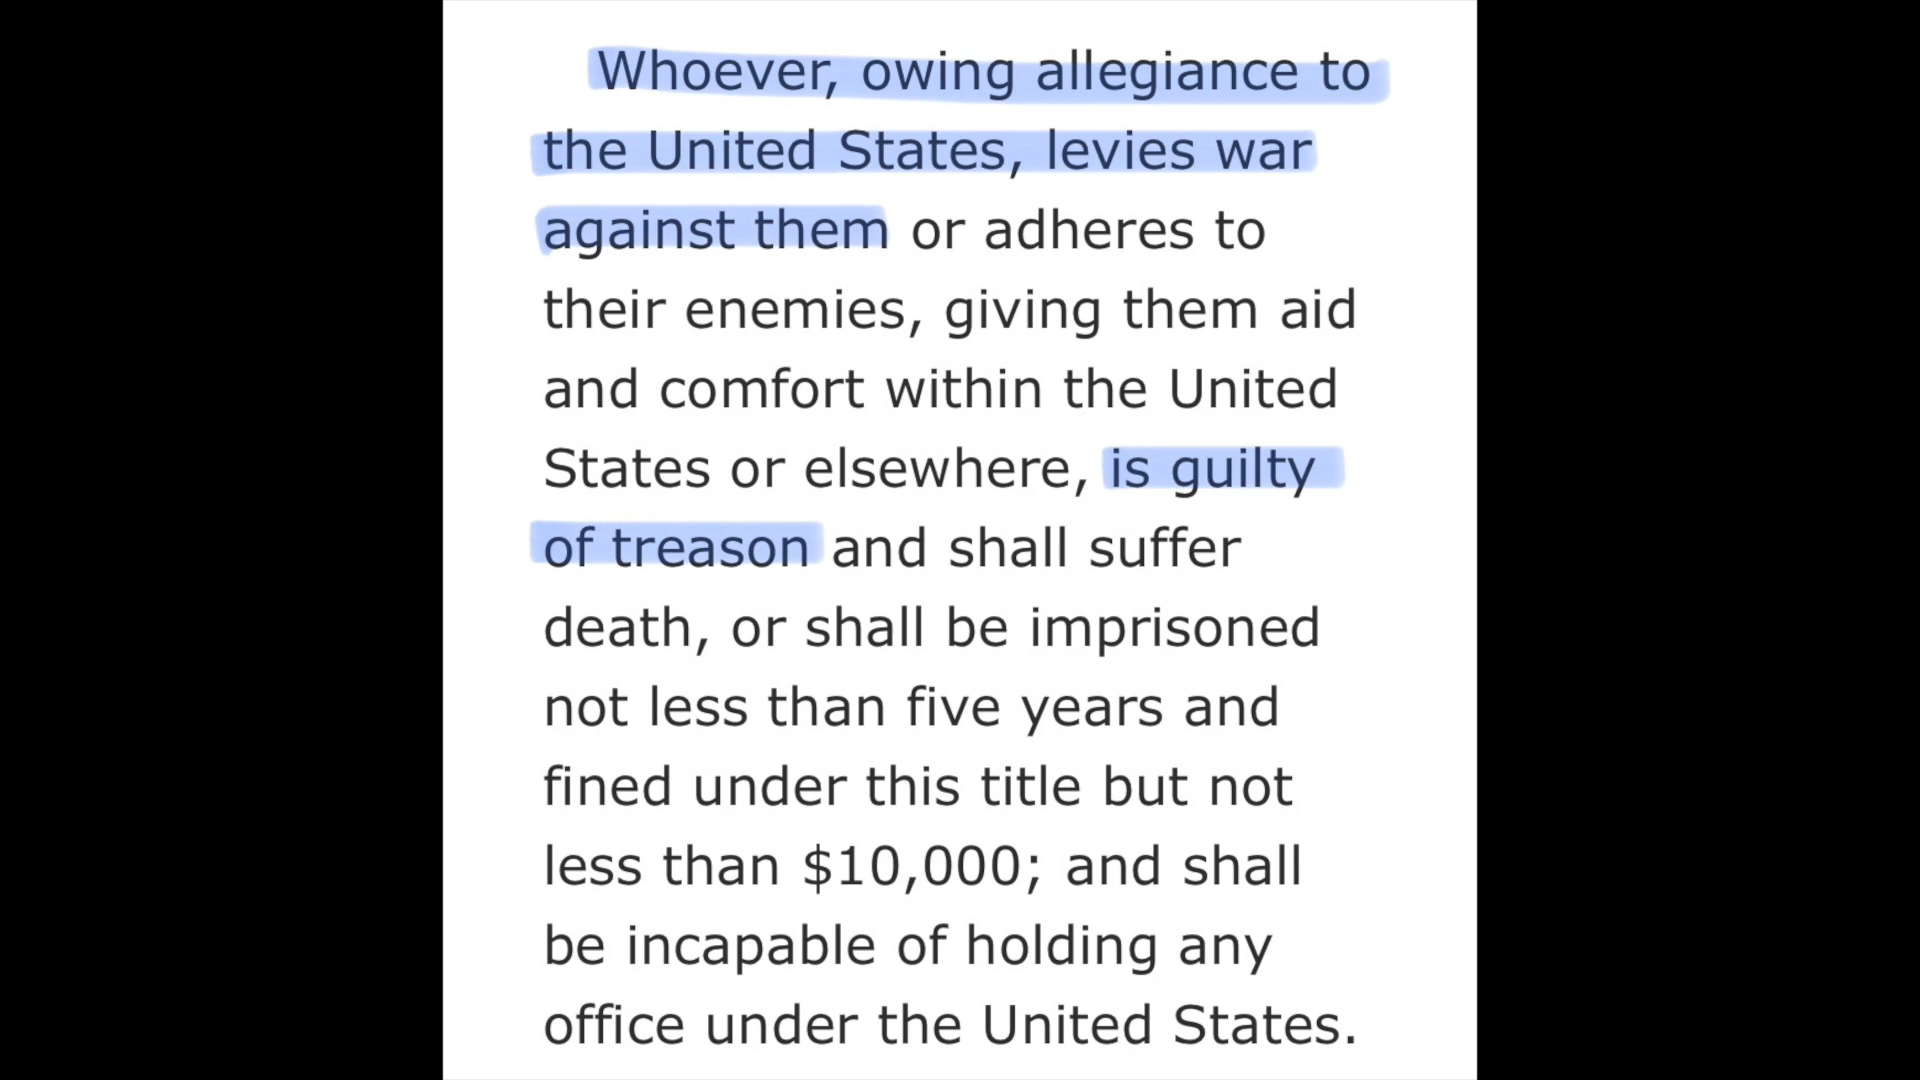 Whoever, owing allegiance to
the United States, levies war
against them or adheres to
their enemies, giving them aid
and comfort within the United
States or elsewhere, is guilty
of treason and shall suffer
death, or shall be imprisoned
not less than five years and
fined under this title but not
less than $10,000; and shall
be incapable of holding any
office under the United States.